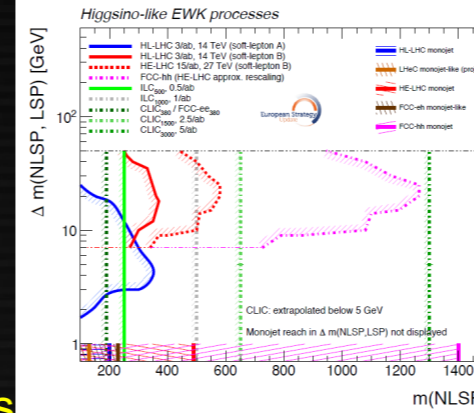 Higgsino-like EWK processes
Δ m(NLSP, LSP) [GeV]
HL-LHC 3/ab, 14 TeV (soft-lepton A)
HL-LHC 3/ab, 14 TeV (soft-lepton B)
HE-LHC 15/ab, 27 TeV (soft-lepton B)
FCC-hh (HE-LHC approx. rescaling)
ILC500, 0.5/ab
ILC1000, 1/ab
CLIC380 / FCC-ee380
CLIC1500, 2.5/ab
CLIC3000, 5/ab
HL-LHC monojet
LHeC monojet-like (pro
HE-LHC monojet
FCC-eh monojet-like
FCC-hh monojet
European Strategy
10²
10
1
CLIC: extrapolated below 5 GeV
Monojet reach in Δ m(NLSP,LSP) not displayed
200 400 600 800 1000 1200 1400
m(NLSP
s